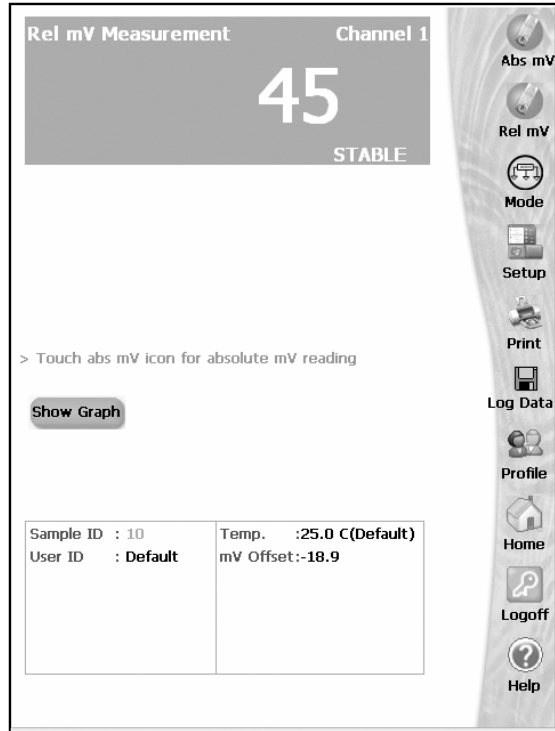 Rel mV Measurement Channel 1
45
STABLE
> Touch abs mV icon for absolute mV reading
Show Graph
Sample ID : 10
User ID : Default
Temp. :25.0 C(Default)
mV Offset:-18.9
Abs mV
Rel mV
Mode
Setup
Print
Log Data
Profile
Home
Logoff
Help